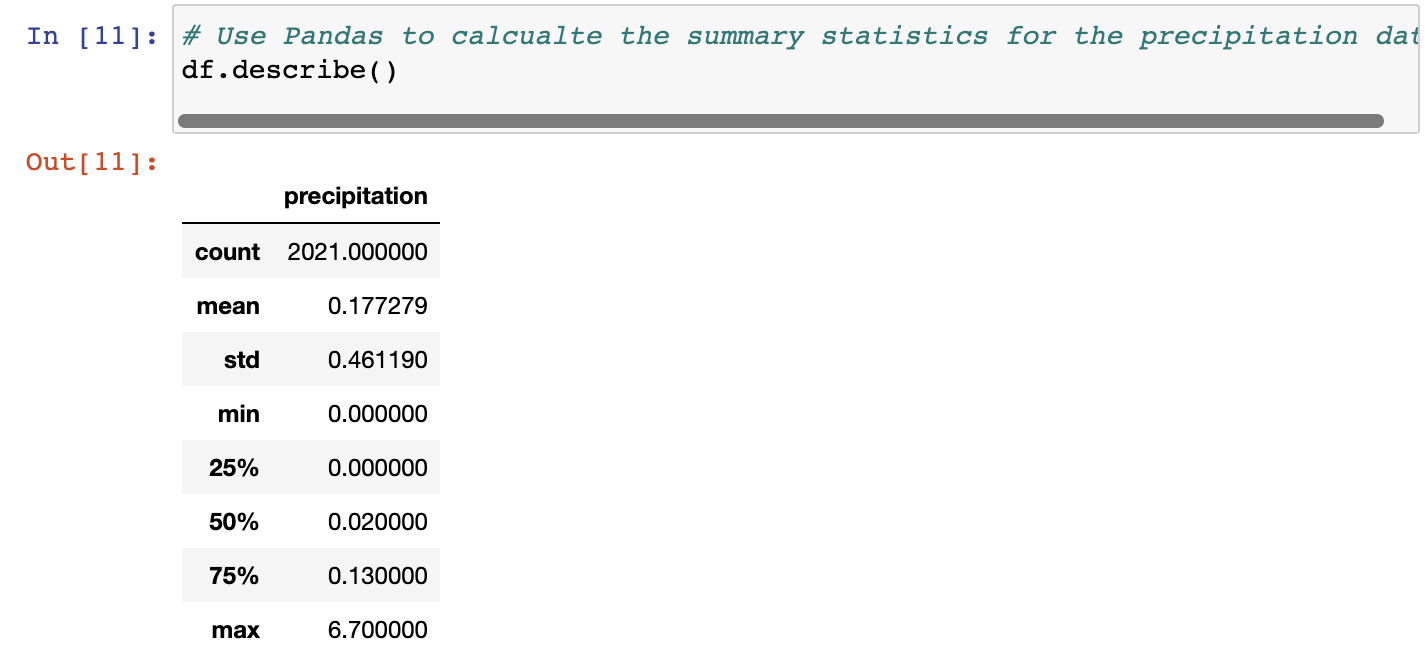 In [11]: # Use Pandas to calcualte the summary statistics for the precipitation dat
df.describe()
Out[11]:
precipitation
count 2021.000000
mean 0.177279
std 0.461190
min 0.000000
25% 0.000000
50% 0.020000
75% 0.130000
max 6.700000